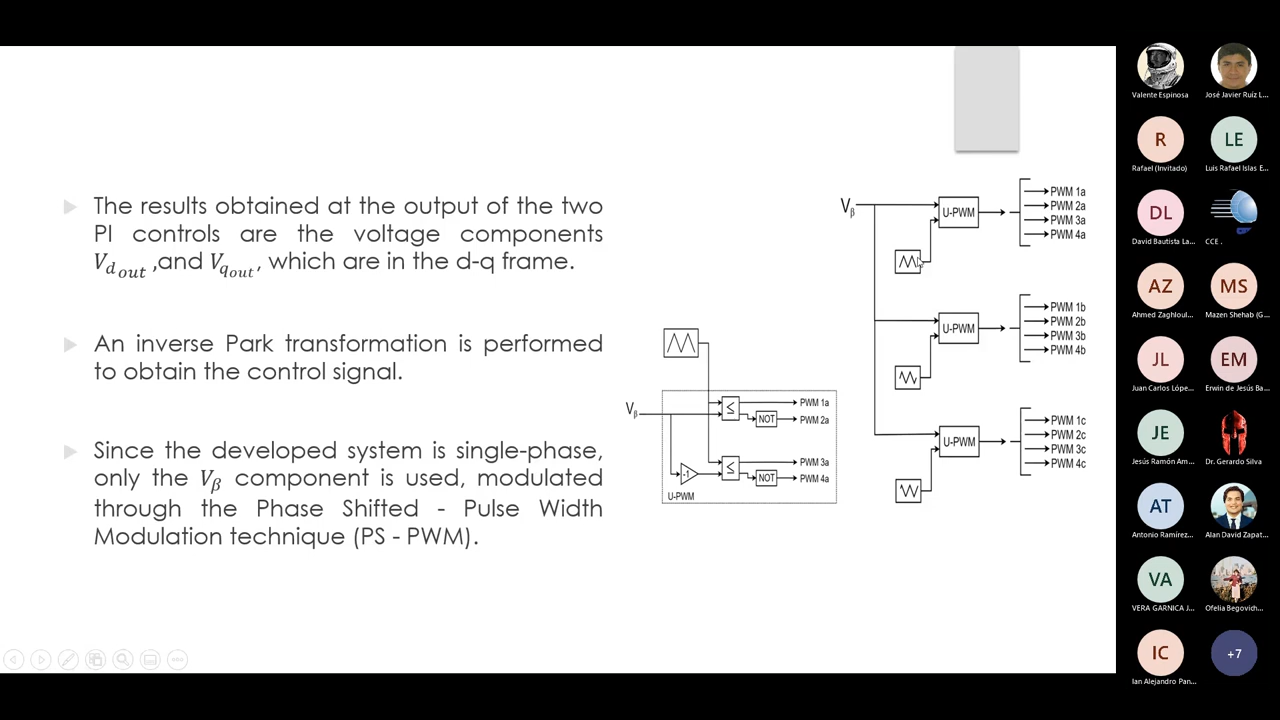 The results obtained at the output of the two
PI controls are the voltage components
V_d out ,and V_q out, which are in the d-q frame.
An inverse Park transformation is performed
to obtain the control signal.
Since the developed system is single-phase,
only the V_β component is used, modulated
through the Phase Shifted - Pulse Width
Modulation technique (PS - PWM).
V_β
≤
PWM 1a
NOT
PWM 2a
-1
≤
PWM 3a
NOT
PWM 4a
U-PWM
V_β
U-PWM
PWM 1a
PWM 2a
PWM 3a
PWM 4a
U-PWM
PWM 1b
PWM 2b
PWM 3b
PWM 4b
U-PWM
PWM 1c
PWM 2c
PWM 3c
PWM 4c
Valente Espinosa
José Javier Ruíz L...
R
Rafael (Invitado)
LE
Luis Rafael Islas E...
DL
David Bautista La...
CCE .
AZ
Ahmed Zaghloul...
MS
Mazen Shehab (G...
JL
Juan Carlos Lópe...
EM
Erwin de Jesús Ba...
JE
Jesús Ramón Am...
Dr. Gerardo Silva
AT
Antonio Ramírez...
Alan David Zapat...
VA
VERA GARNICA J...
Ofelia Begovich...
IC
Ian Alejandro Pan...
+7